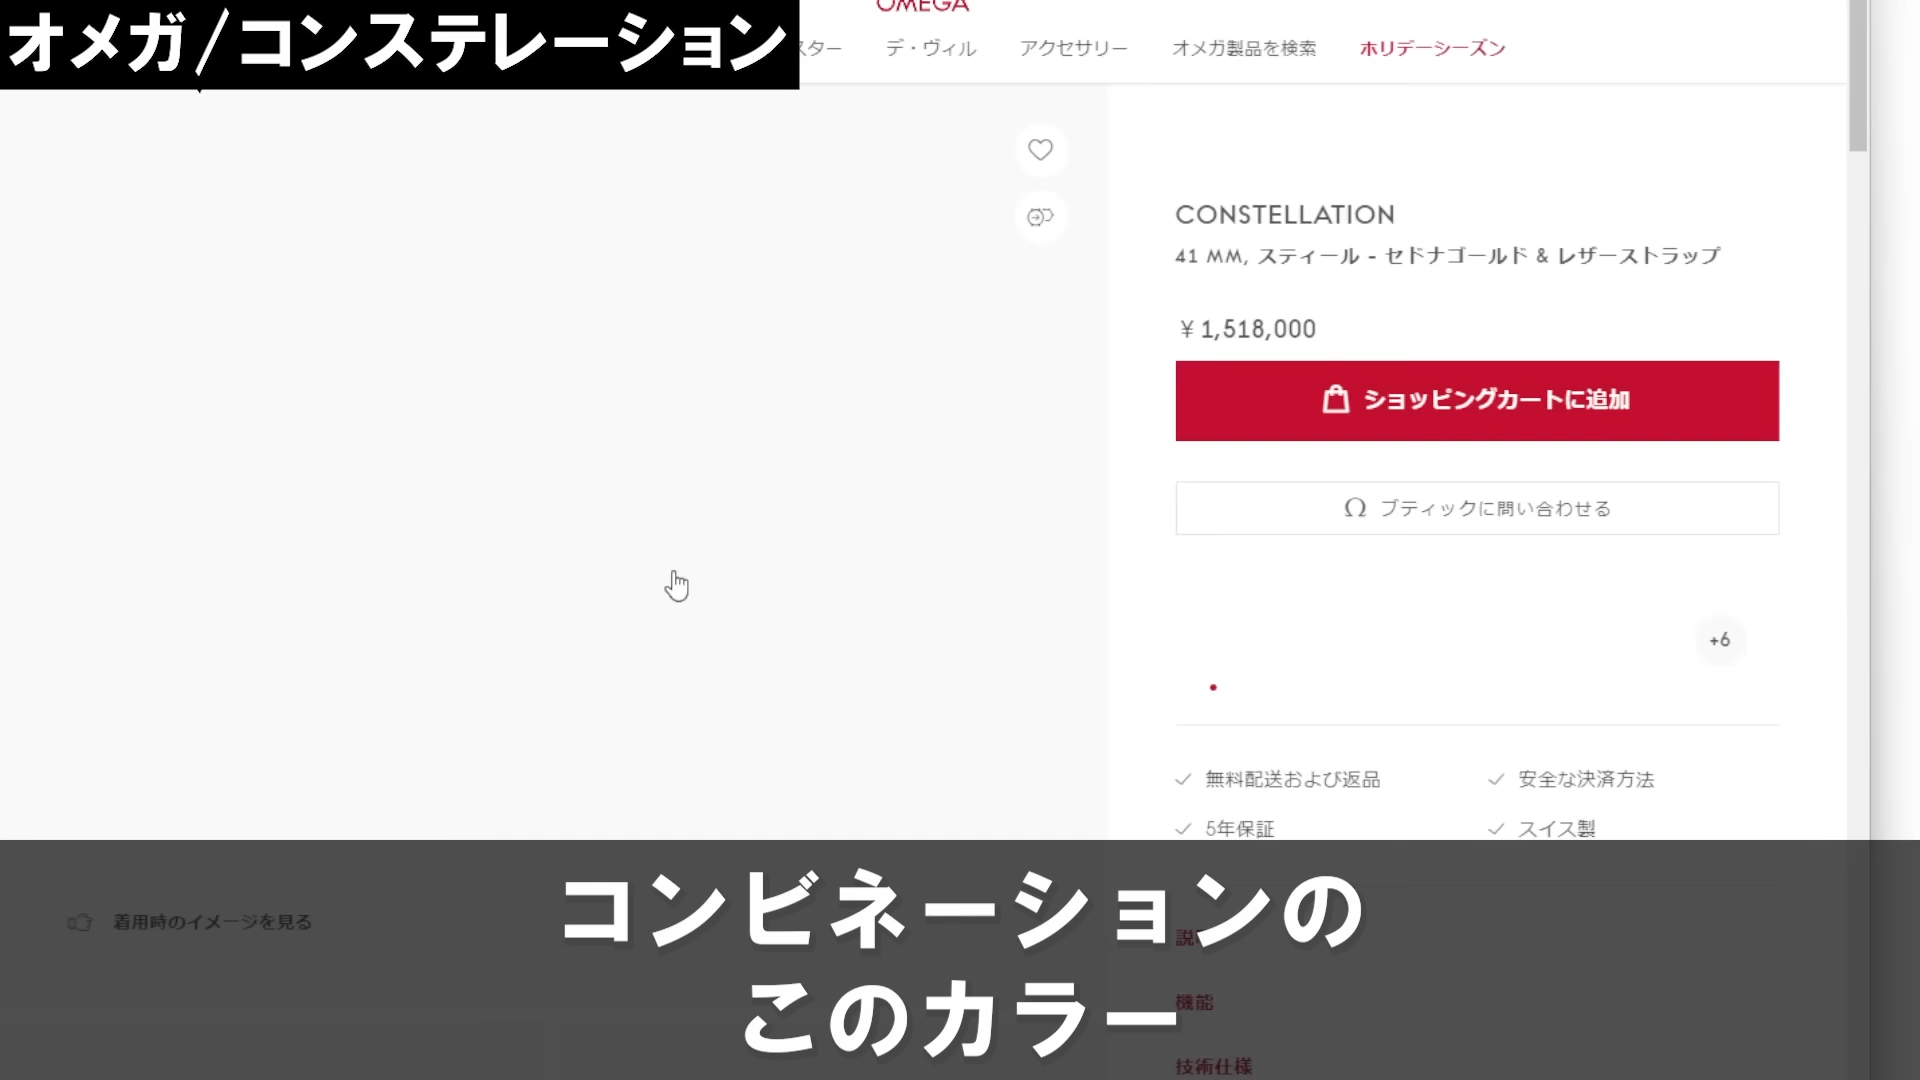 オメガ/コンステレーション
OMEGA
スター デ・ヴィル アクセサリー オメガ製品を検索 ホリデーシーズン
CONSTELLATION
41 MM, スティール - セドナゴールド & レザーストラップ
¥ 1,518,000
ショッピングカートに追加
Ω ブティックに問い合わせる
+6
無料配送および返品 安全な決済方法
5年保証 スイス製
着用時のイメージを見る
コンビネーションの
このカラー
機能
技術仕様